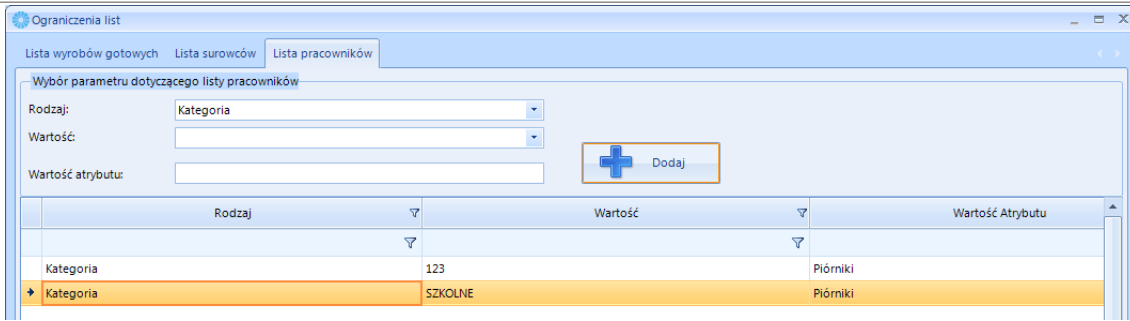 Ograniczenia list
Lista wyrobów gotowych Lista surowców Lista pracowników
Wybór parametru dotyczącego listy pracowników
Rodzaj: Kategoria
Wartość:
Dodaj
Wartość atrybutu:
Rodzaj Wartość Wartość Atrybutu
Kategoria 123 Piórniki
Kategoria SZKOLNE Piórniki